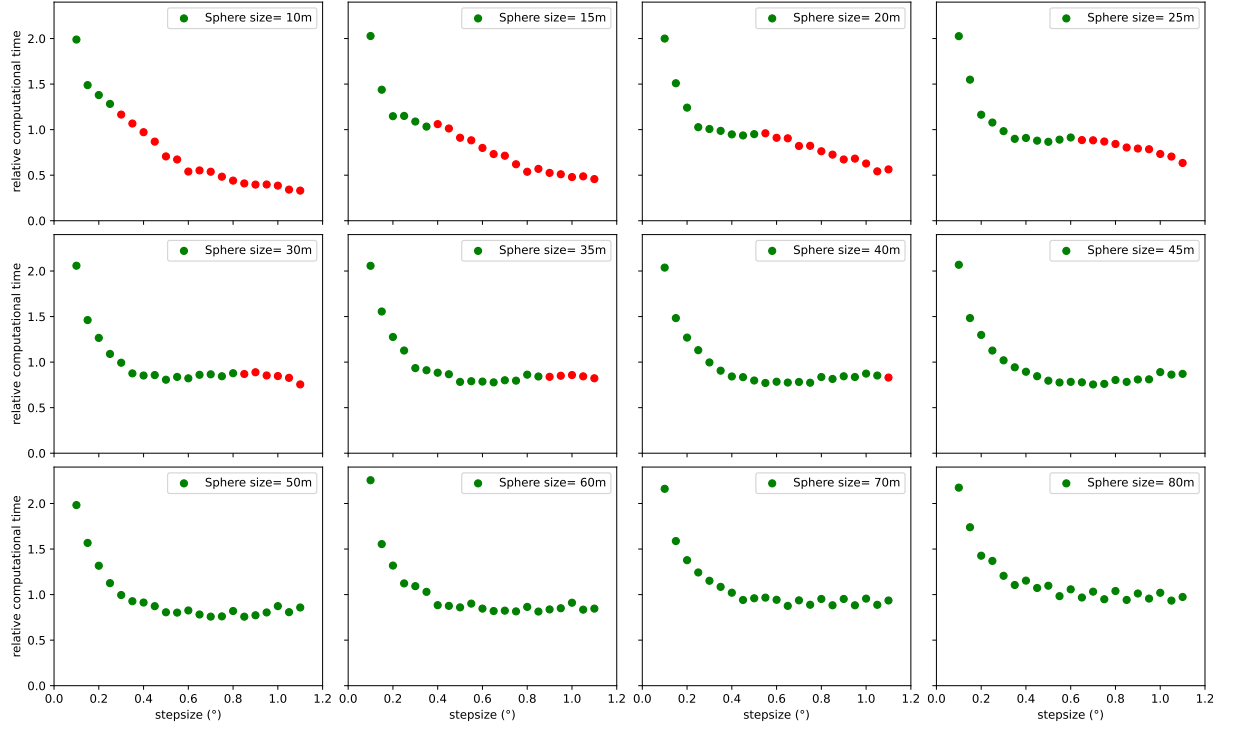 Sphere size= 10m
Sphere size= 15m
Sphere size= 20m
Sphere size= 25m
relative computational time
2.0
1.5
1.0
0.5
0.0
Sphere size= 30m
Sphere size= 35m
Sphere size= 40m
Sphere size= 45m
relative computational time
2.0
1.5
1.0
0.5
0.0
Sphere size= 50m
Sphere size= 60m
Sphere size= 70m
Sphere size= 80m
relative computational time
2.0
1.5
1.0
0.5
0.0
0.0 0.2 0.4 0.6 0.8 1.0 1.2
0.0 0.2 0.4 0.6 0.8 1.0 1.2
0.0 0.2 0.4 0.6 0.8 1.0 1.2
0.0 0.2 0.4 0.6 0.8 1.0 1.2
stepsize (°)
stepsize (°)
stepsize (°)
stepsize (°)